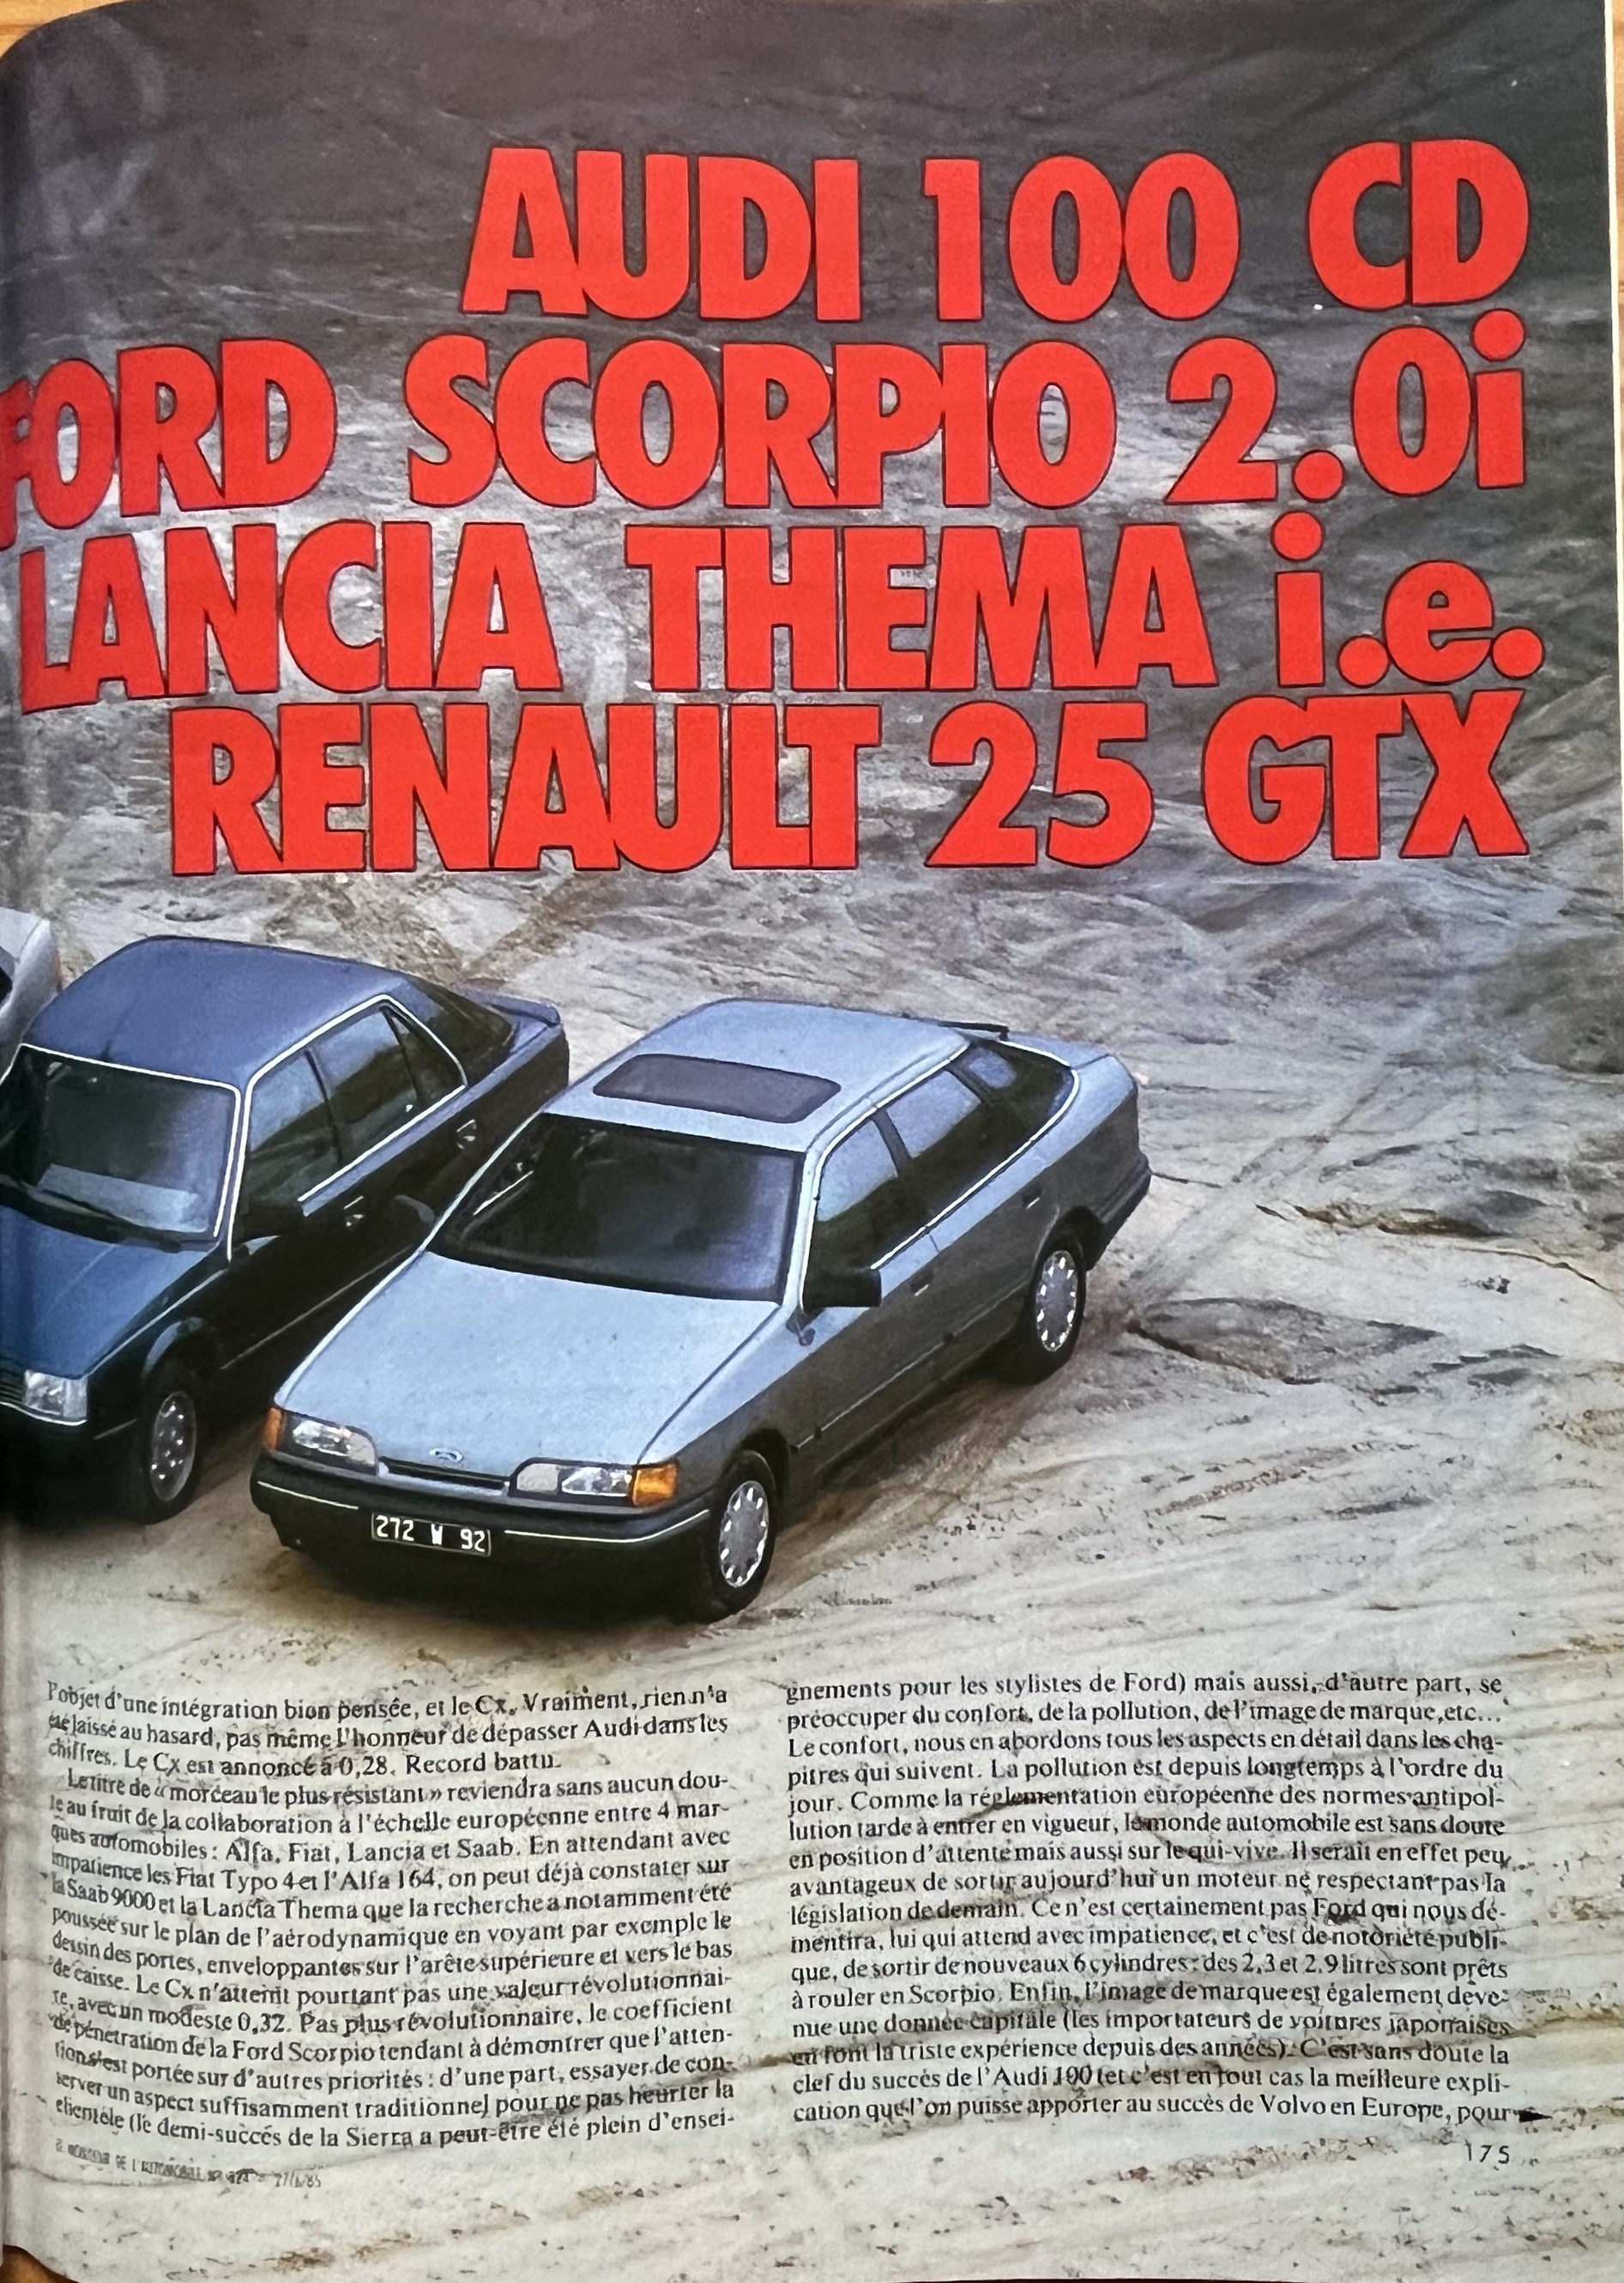 AUDI 100 CD
FORD SCORPIO 2.0i
LANCIA THEMA i.e.
RENAULT 25 GTX
272 W 92
l'objet d'une intégration bien pensée, et le Cx. Vraiment, rien n'a
été laissé au hasard, pas même l'honneur de dépasser Audi dans les
chiffres. Le Cx est annoncé à 0,28. Record battu.
Le titre de « morceau le plus résistant » reviendra sans aucun dou-
te au fruit de la collaboration à l'échelle européenne entre 4 mar-
ques automobiles : Alfa, Fiat, Lancia et Saab. En attendant avec
impatience les Fiat Typo 4 et l'Alfa 164, on peut déjà constater sur
la Saab 9000 et la Lancia Thema que la recherche a notamment été
poussée sur le plan de l'aérodynamique en voyant par exemple le
dessin des portes, enveloppantes sur l'arête supérieure et vers le bas
de caisse. Le Cx n'atteint pourtant pas une valeur révolutionnai-
re, avec un modeste 0,32. Pas plus révolutionnaire, le coefficient
de pénétration de la Ford Scorpio tendant à démontrer que l'atten-
tion s'est portée sur d'autres priorités : d'une part, essayer de con-
server un aspect suffisamment traditionnel pour ne pas heurter la
clientèle (le demi-succès de la Sierra a peut-être été plein d'ensei-
gnements pour les stylistes de Ford) mais aussi, d'autre part, se
préoccuper du confort, de la pollution, de l'image de marque, etc...
Le confort, nous en abordons tous les aspects en détail dans les cha-
pitres qui suivent. La pollution est depuis longtemps à l'ordre du
jour. Comme la réglementation européenne des normes antipol-
lution tarde à entrer en vigueur, le monde automobile est sans doute
en position d'attente mais aussi sur le qui-vive. Il serait en effet peu
avantageux de sortir aujourd'hui un moteur ne respectant pas la
législation de demain. Ce n'est certainement pas Ford qui nous dé-
mentira, lui qui attend avec impatience, et c'est de notoriété publi-
que, de sortir de nouveaux 6 cylindres : des 2,3 et 2.9 litres sont prêts
à rouler en Scorpio. Enfin, l'image de marque est également deve-
nue une donnée capitale (les importateurs de voitures japonaises
en font la triste expérience depuis des années). C'est sans doute la
clef du succès de l'Audi 100 (et c'est en tout cas la meilleure expli-
cation que l'on puisse apporter au succès de Volvo en Europe, pour
DE L'AUTOMOBILE
175